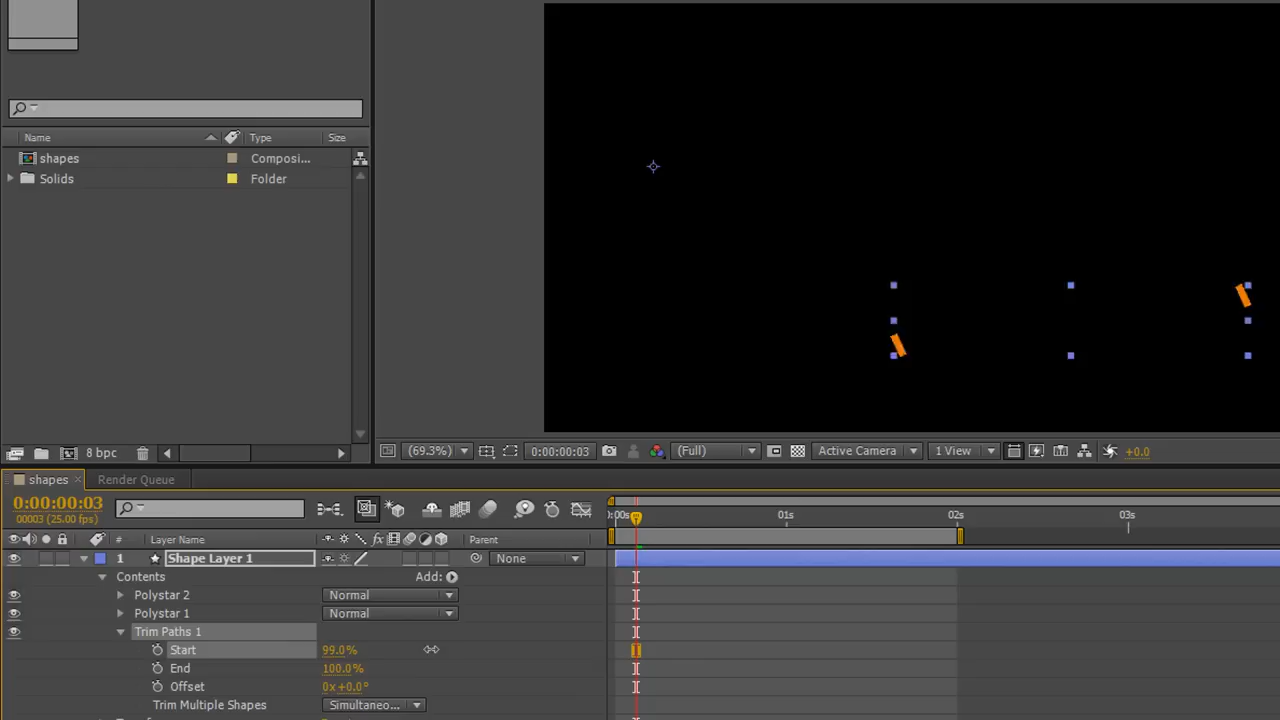 Name Type Size
shapes Composi...
Solids Folder
8 bpc
(69.3%) 0:00:00:03 (Full) Active Camera 1 View +0.0
shapes × Render Queue
0:00:00:03
00003 (25.00 fps)
:00s 01s 02s 03s
# Layer Name fx Parent
1 Shape Layer 1 None
Contents Add:
Polystar 2 Normal
Polystar 1 Normal
Trim Paths 1
Start 99.0%
End 100.0%
Offset 0x+0.0°
Trim Multiple Shapes Simultaneo...